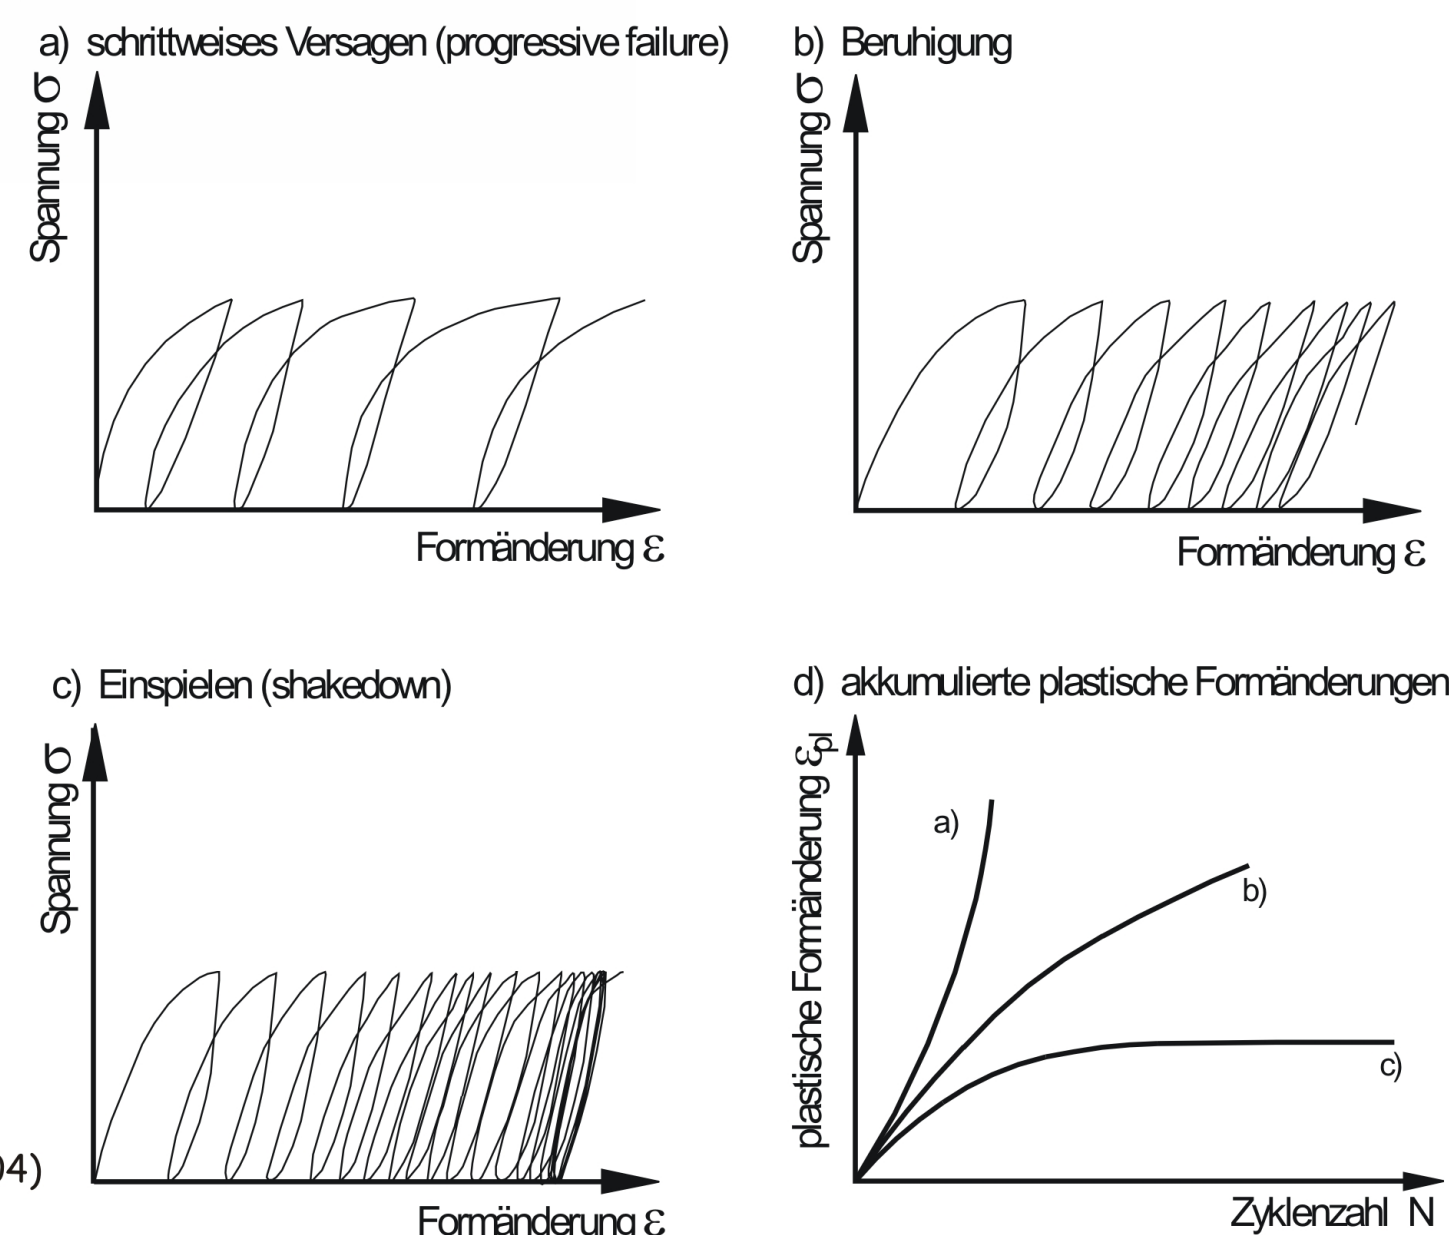 a) schrittweises Versagen (progressive failure)
Spannung σ
Formänderung ε
b) Beruhigung
Spannung σ
Formänderung ε
c) Einspielen (shakedown)
Spannung σ
04)
Formänderung ε
d) akkumulierte plastische Formänderungen
plastische Formänderung εpl
a)
b)
c)
Zyklenzahl N